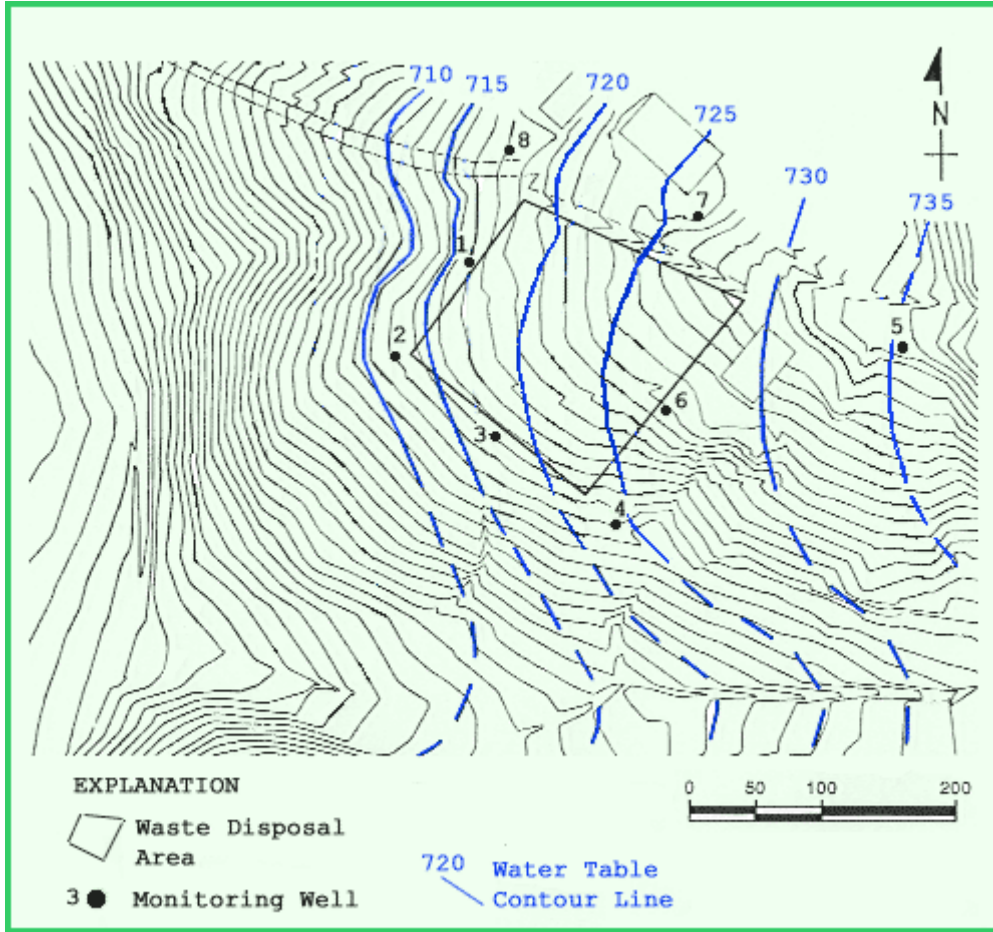 710
715
720
725
730
735
N
8
7
1
2
5
6
3
4
EXPLANATION
Waste Disposal
Area
3 Monitoring Well
720 Water Table
Contour Line
0 50 100 200